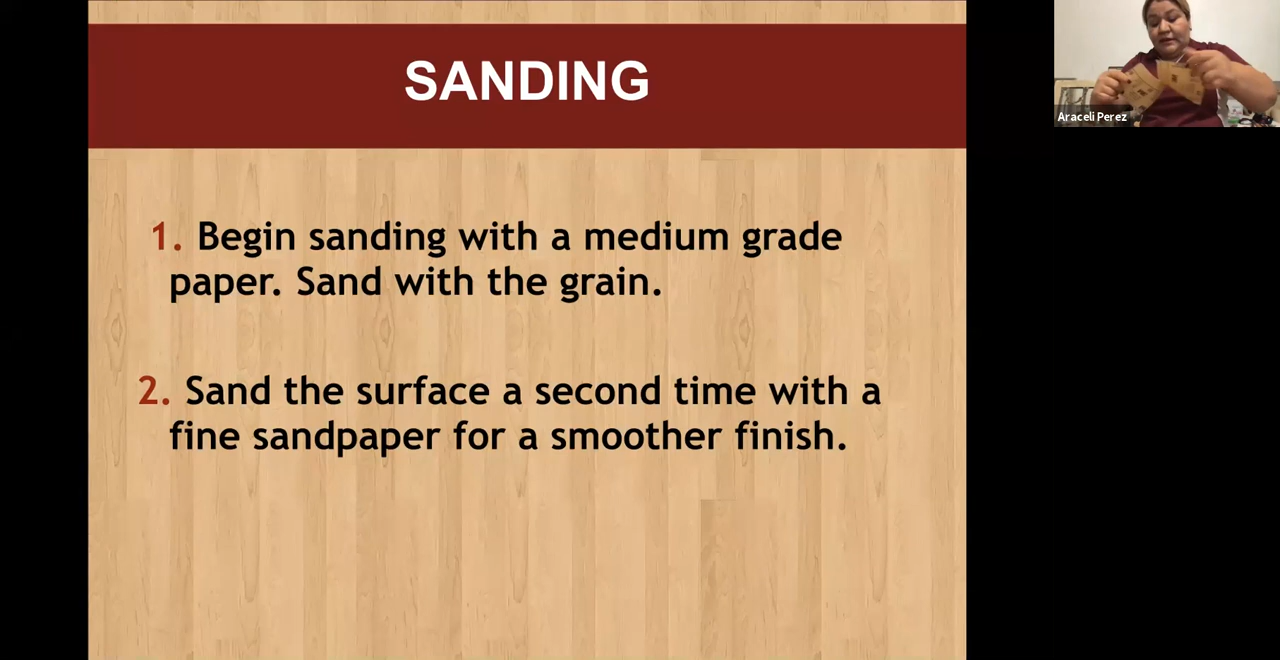 SANDING
1. Begin sanding with a medium grade
paper. Sand with the grain.
2. Sand the surface a second time with a
fine sandpaper for a smoother finish.
Araceli Perez